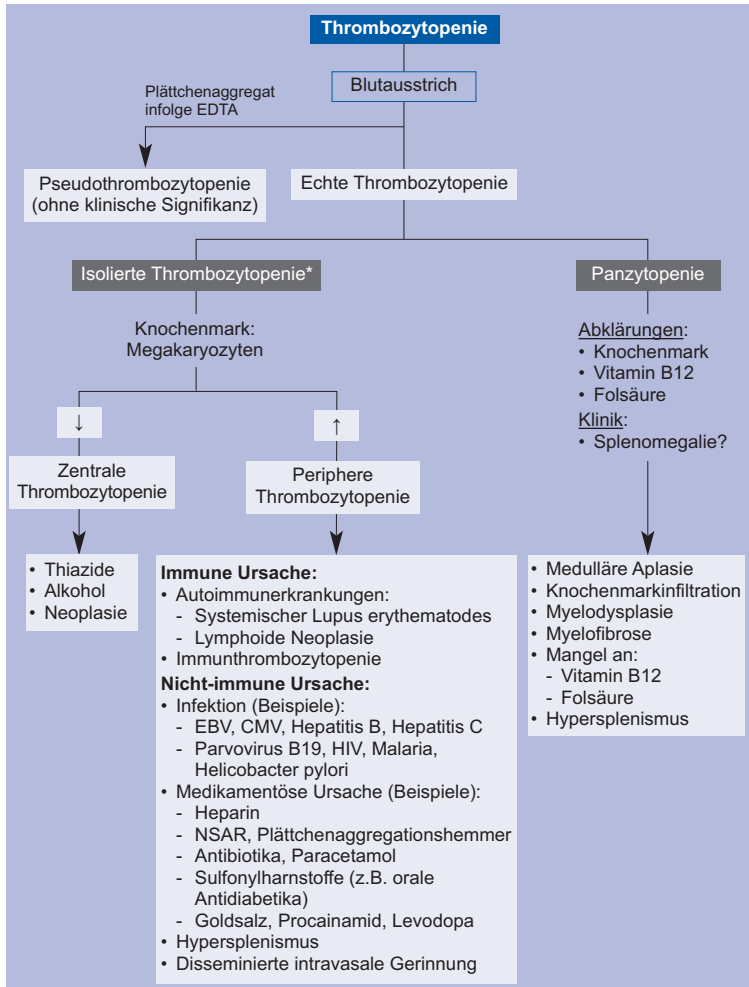 Thrombozytopenie
Blutausstrich
Plättchenaggregat
infolge EDTA
Pseudothrombozytopenie
(ohne klinische Signifikanz)
Echte Thrombozytopenie
Isolierte Thrombozytopenie*
Panzytopenie
Knochenmark:
Megakaryozyten
Abklärungen:
• Knochenmark
• Vitamin B12
• Folsäure
Klinik:
• Splenomegalie?
↓
↑
Zentrale
Thrombozytopenie
Periphere
Thrombozytopenie
• Thiazide
• Alkohol
• Neoplasie
Immune Ursache:
• Autoimmunerkrankungen:
- Systemischer Lupus erythematodes
- Lymphoide Neoplasie
• Immunthrombozytopenie
Nicht-immune Ursache:
• Infektion (Beispiele):
- EBV, CMV, Hepatitis B, Hepatitis C
- Parvovirus B19, HIV, Malaria,
Helicobacter pylori
• Medikamentöse Ursache (Beispiele):
- Heparin
- NSAR, Plättchenaggregationshemmer
- Antibiotika, Paracetamol
- Sulfonylharnstoffe (z.B. orale
Antidiabetika)
- Goldsalz, Procainamid, Levodopa
• Hypersplenismus
• Disseminierte intravasale Gerinnung
• Medulläre Aplasie
• Knochenmarkinfiltration
• Myelodysplasie
• Myelofibrose
• Mangel an:
- Vitamin B12
- Folsäure
• Hypersplenismus